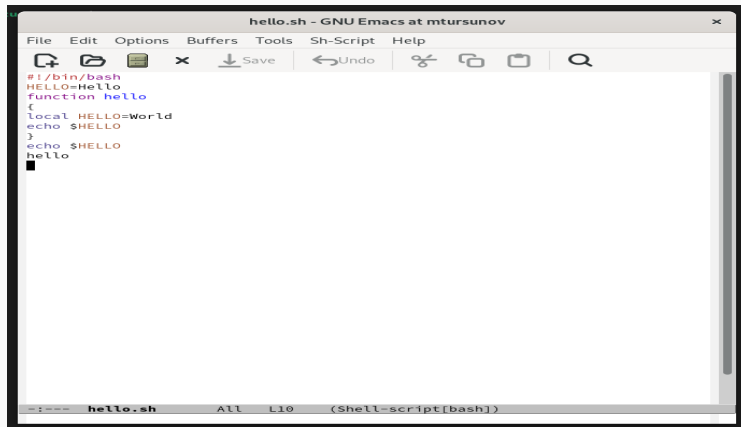 hello.sh - GNU Emacs at mtursunov
File Edit Options Buffers Tools Sh-Script Help
Save Undo
#!/bin/bash
HELLO=Hello
function hello
{
local HELLO=World
echo $HELLO
}
echo $HELLO
hello
-:--- hello.sh All L10 (Shell-script[bash])